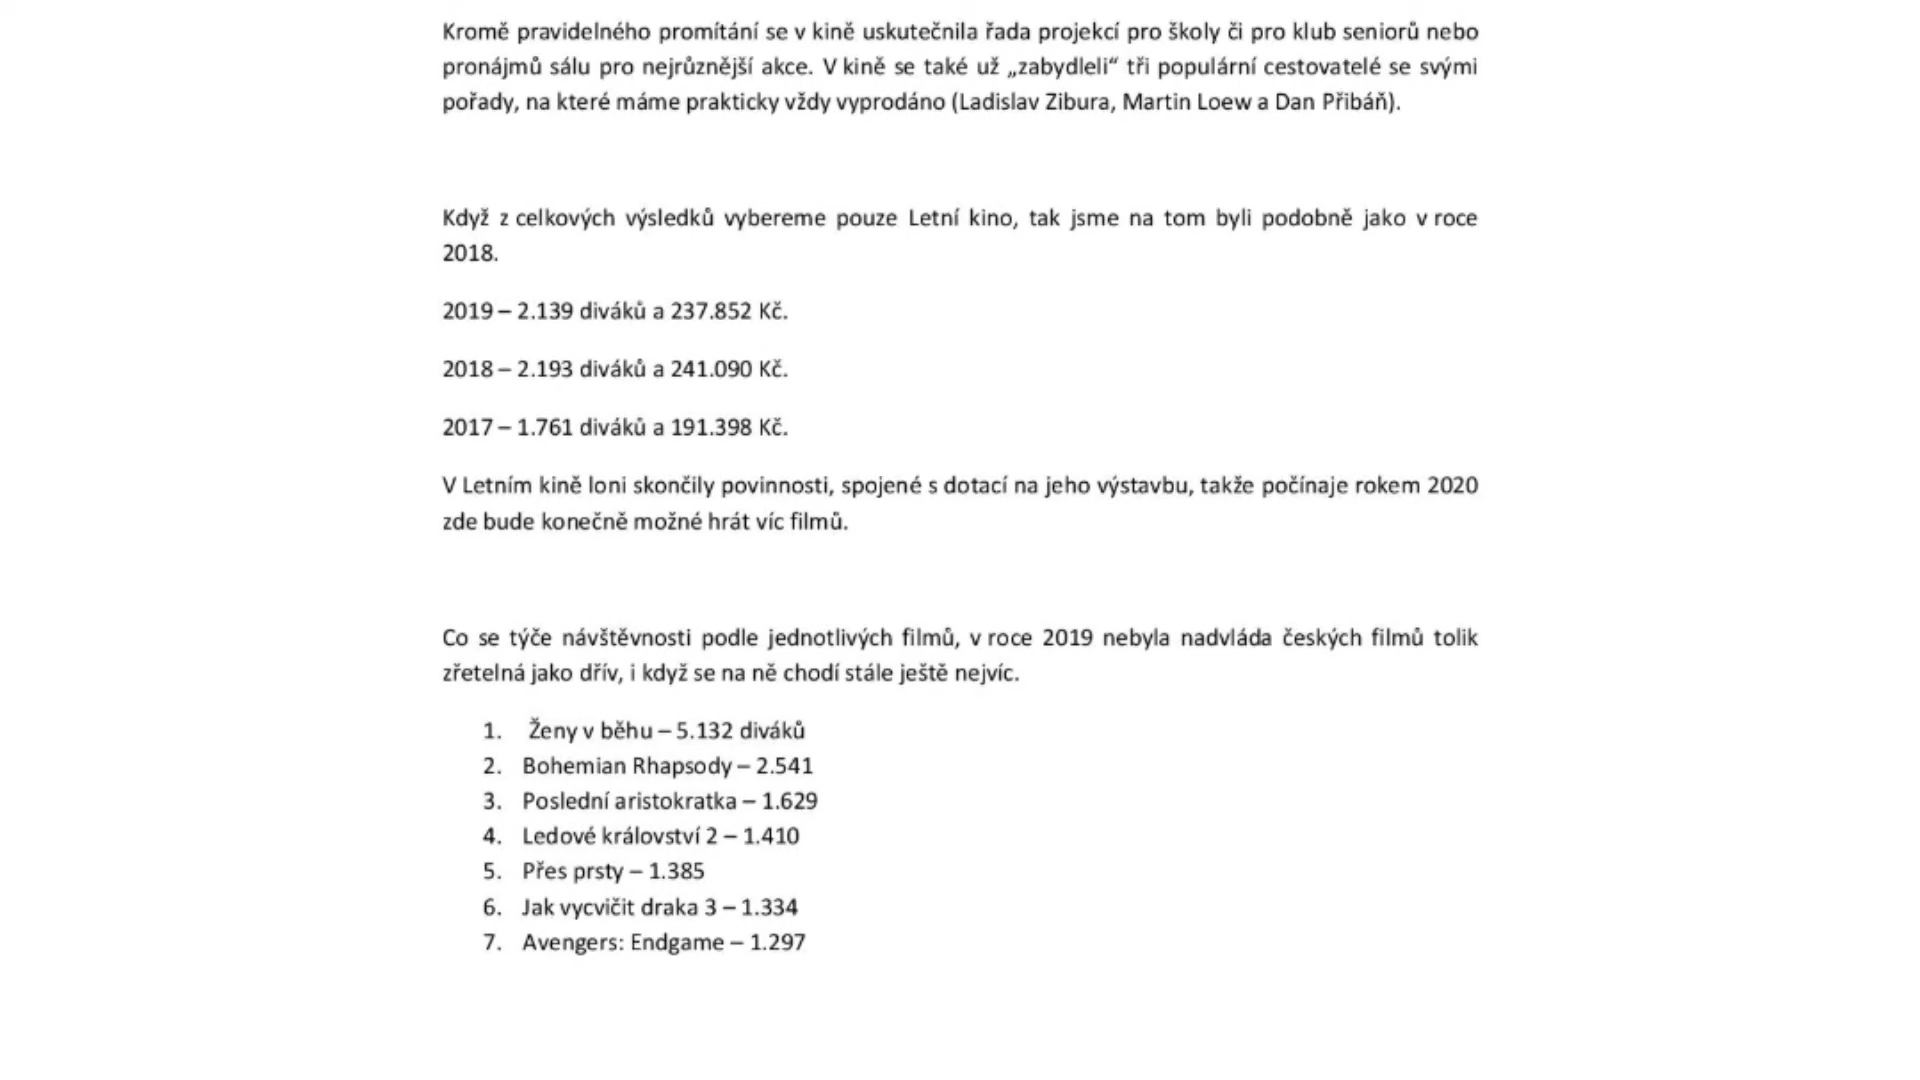 Kromě pravidelného promítání se v kině uskutečnila řada projekcí pro školy či pro klub seniorů nebo
pronájmů sálu pro nejrůznější akce. V kině se také už „zabydleli“ tři populární cestovatelé se svými
pořady, na které máme prakticky vždy vyprodáno (Ladislav Zibura, Martin Loew a Dan Přibáň).
Když z celkových výsledků vybereme pouze Letní kino, tak jsme na tom byli podobně jako v roce
2018.
2019 – 2.139 diváků a 237.852 Kč.
2018 – 2.193 diváků a 241.090 Kč.
2017 – 1.761 diváků a 191.398 Kč.
V Letním kině loni skončily povinnosti, spojené s dotací na jeho výstavbu, takže počínaje rokem 2020
zde bude konečně možné hrát víc filmů.
Co se týče návštěvnosti podle jednotlivých filmů, v roce 2019 nebyla nadvláda českých filmů tolik
zřetelná jako dřív, i když se na ně chodí stále ještě nejvíc.
1. Ženy v běhu – 5.132 diváků
2. Bohemian Rhapsody – 2.541
3. Poslední aristokratka – 1.629
4. Ledové království 2 – 1.410
5. Přes prsty – 1.385
6. Jak vycvičit draka 3 – 1.334
7. Avengers: Endgame – 1.297